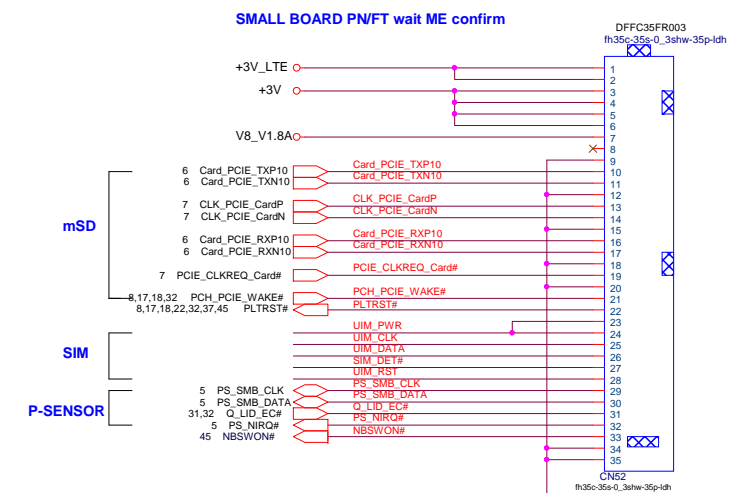 SMALL BOARD PN/FT wait ME confirm
DFFC35FR003
fh35c-35s-0_3shw-35p-ldh
+3V_LTE 1
2
+3V 3
4
5
6
V8_V1.8A 7
8
9
mSD
6 Card_PCIE_TXP10 Card_PCIE_TXP10 10
6 Card_PCIE_TXN10 Card_PCIE_TXN10 11
12
7 CLK_PCIE_CardP CLK_PCIE_CardP 13
7 CLK_PCIE_CardN CLK_PCIE_CardN 14
15
6 Card_PCIE_RXP10 Card_PCIE_RXP10 16
6 Card_PCIE_RXN10 Card_PCIE_RXN10 17
18
7 PCIE_CLKREQ_Card# PCIE_CLKREQ_Card# 19
20
8,17,18,32 PCH_PCIE_WAKE# PCH_PCIE_WAKE# 21
8,17,18,22,32,37,45 PLTRST# PLTRST# 22
23
SIM
UIM_PWR 24
UIM_CLK 25
UIM_DATA 26
SIM_DET# 27
UIM_RST 28
P-SENSOR
5 PS_SMB_CLK PS_SMB_CLK 29
5 PS_SMB_DATA PS_SMB_DATA 30
31,32 Q_LID_EC# Q_LID_EC# 31
5 PS_NIRQ# PS_NIRQ# 32
45 NBSWON# NBSWON# 33
34
35
CN52
fh35c-35s-0_3shw-35p-ldh